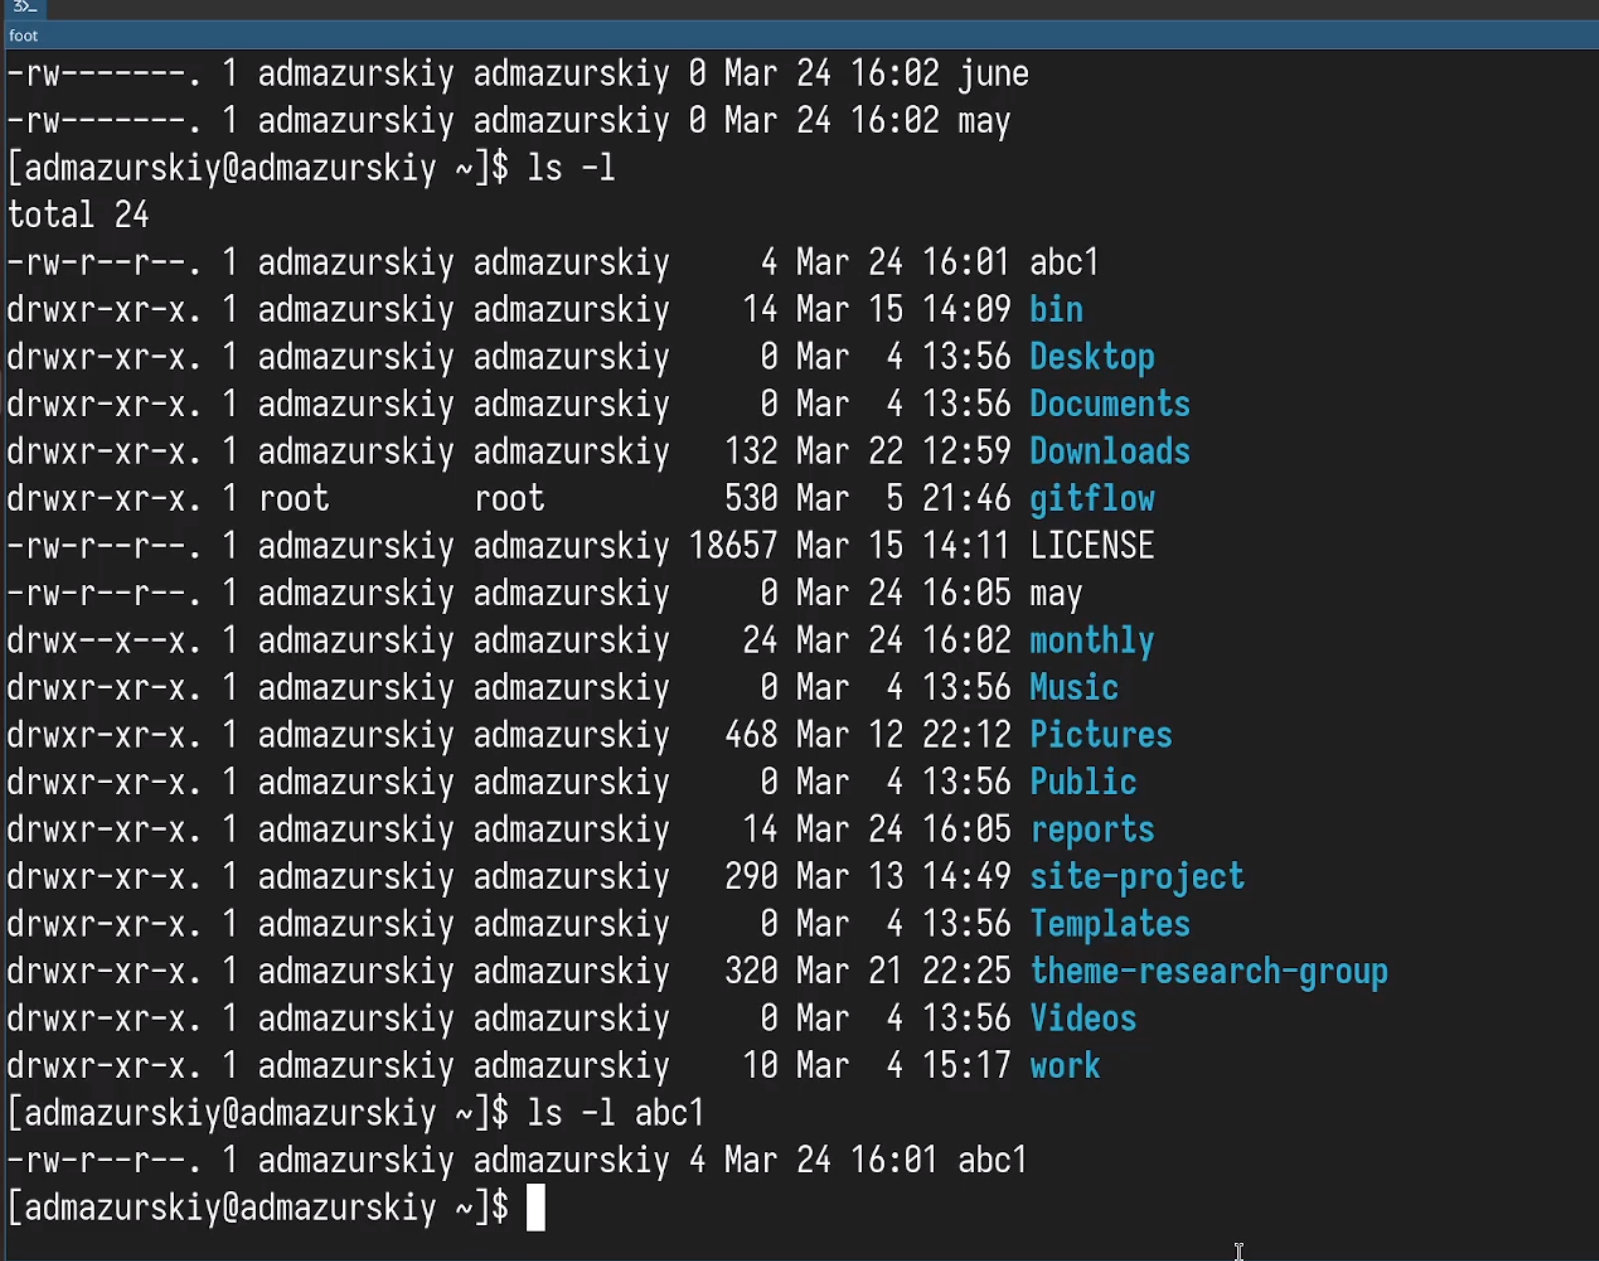 3>_
foot
-rw-------. 1 admazurskiy admazurskiy 0 Mar 24 16:02 june
-rw-------. 1 admazurskiy admazurskiy 0 Mar 24 16:02 may
[admazurskiy@admazurskiy ~]$ ls -l
total 24
-rw-r--r--. 1 admazurskiy admazurskiy     4 Mar 24 16:01 abc1
drwxr-xr-x. 1 admazurskiy admazurskiy    14 Mar 15 14:09 bin
drwxr-xr-x. 1 admazurskiy admazurskiy     0 Mar  4 13:56 Desktop
drwxr-xr-x. 1 admazurskiy admazurskiy     0 Mar  4 13:56 Documents
drwxr-xr-x. 1 admazurskiy admazurskiy   132 Mar 22 12:59 Downloads
drwxr-xr-x. 1 root        root          530 Mar  5 21:46 gitflow
-rw-r--r--. 1 admazurskiy admazurskiy 18657 Mar 15 14:11 LICENSE
-rw-r--r--. 1 admazurskiy admazurskiy     0 Mar 24 16:05 may
drwx--x--x. 1 admazurskiy admazurskiy    24 Mar 24 16:02 monthly
drwxr-xr-x. 1 admazurskiy admazurskiy     0 Mar  4 13:56 Music
drwxr-xr-x. 1 admazurskiy admazurskiy   468 Mar 12 22:12 Pictures
drwxr-xr-x. 1 admazurskiy admazurskiy     0 Mar  4 13:56 Public
drwxr-xr-x. 1 admazurskiy admazurskiy    14 Mar 24 16:05 reports
drwxr-xr-x. 1 admazurskiy admazurskiy   290 Mar 13 14:49 site-project
drwxr-xr-x. 1 admazurskiy admazurskiy     0 Mar  4 13:56 Templates
drwxr-xr-x. 1 admazurskiy admazurskiy   320 Mar 21 22:25 theme-research-group
drwxr-xr-x. 1 admazurskiy admazurskiy     0 Mar  4 13:56 Videos
drwxr-xr-x. 1 admazurskiy admazurskiy    10 Mar  4 15:17 work
[admazurskiy@admazurskiy ~]$ ls -l abc1
-rw-r--r--. 1 admazurskiy admazurskiy 4 Mar 24 16:01 abc1
[admazurskiy@admazurskiy ~]$